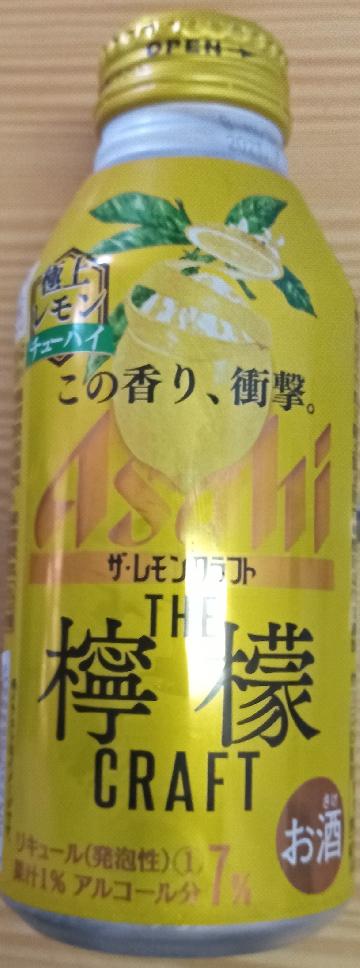 OPEN
極上
レモン
チューハイ
この香り、衝撃。
Asahi
ザ・レモンクラフト
THE
檸檬
CRAFT
さけ
お酒
リキュール(発泡性)①
果汁1% アルコール分7%